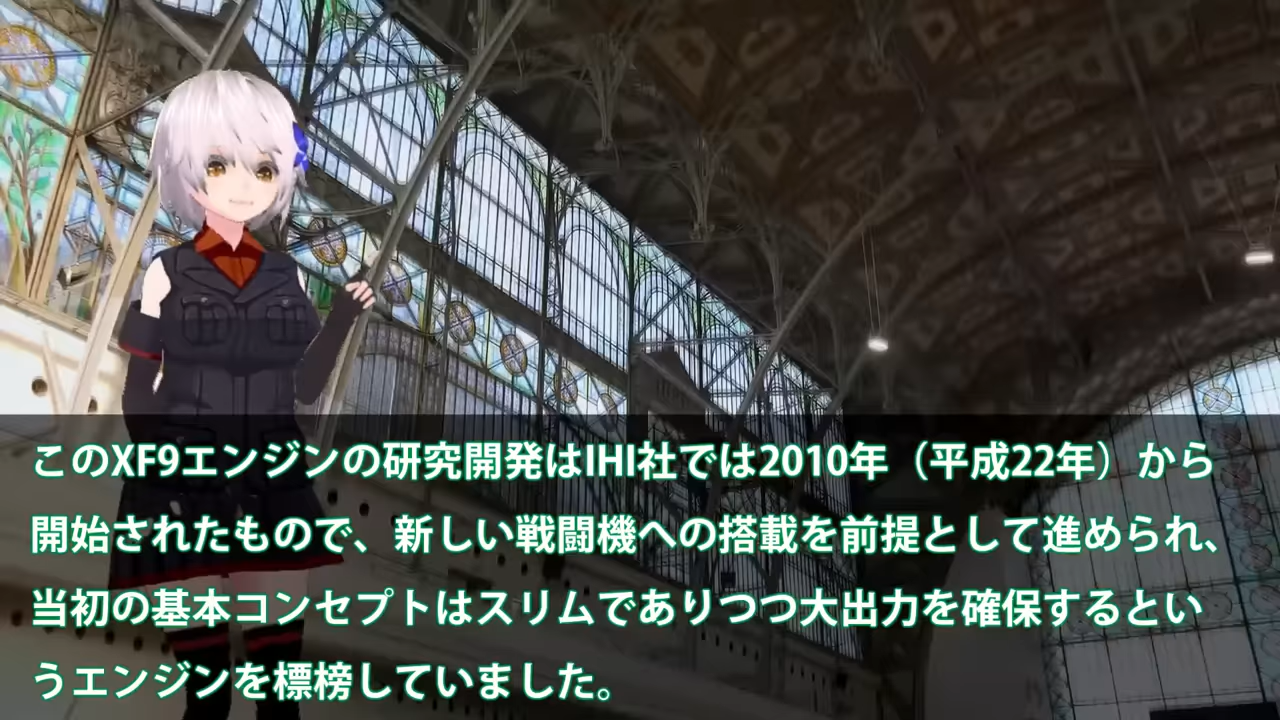 このXF9エンジンの研究開発はIHI社では2010年（平成22年）から
開始されたもので、新しい戦闘機への搭載を前提として進められ、
当初の基本コンセプトはスリムでありつつ大出力を確保するとい
うエンジンを標榜していました。